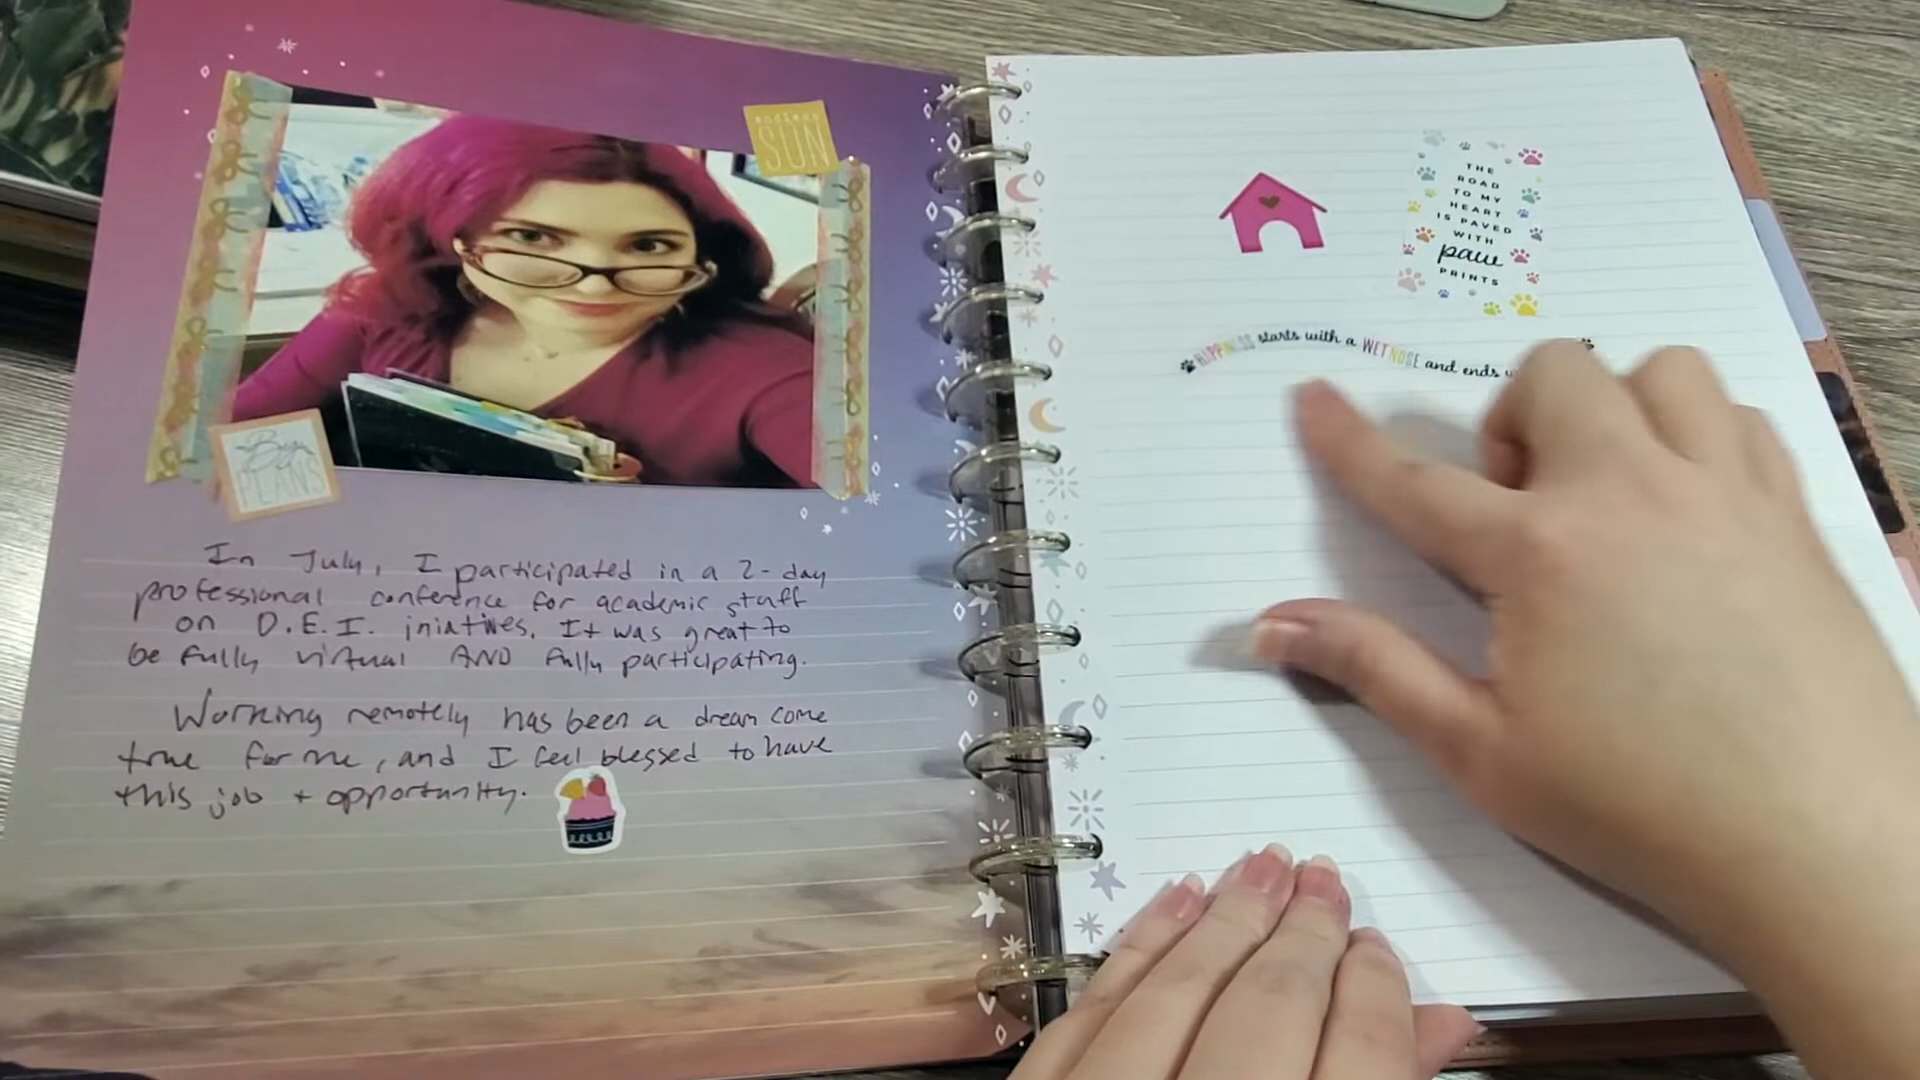 endless
SUN
Big
PLANS
In July, I participated in a 2-day
professional conference for academic staff
on D.E.I. iniatives. It was great to
be fully virtual AND fully participating.
Working remotely has been a dream come
true for me, and I feel blessed to have
this job + opportunity.
THE
ROAD
TO MY
HEART
IS PAVED
WITH
paw
PRINTS
HAPPINESS starts with a WET NOSE and ends